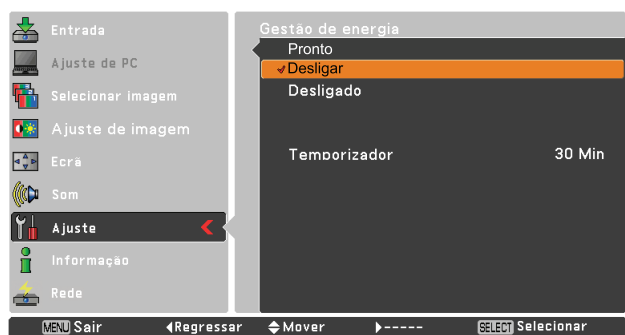 Entrada
Ajuste de PC
Selecionar imagem
Ajuste de imagem
Ecrã
Som
Ajuste
Informação
Rede
Gestão de energia
Pronto
Desligar
Desligado
Temporizador 30 Min
MENU Sair Regressar Mover ----- SELECT Selecionar